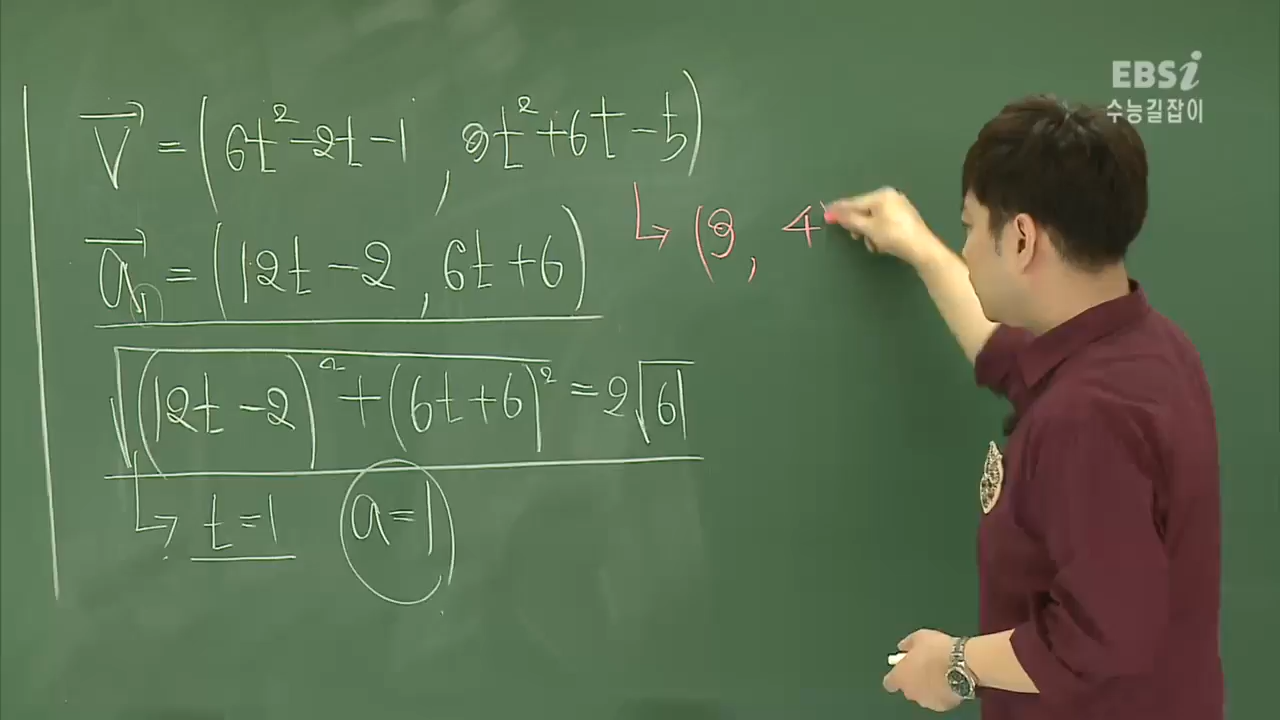 EBSi
수능길잡이
v⃗ = (6t²-2t-1, 3t²+6t-5)
↳ (3, 4)
a⃗₁ = (12t-2, 6t+6)
√((12t-2)²+(6t+6)²) = 2√61
↳ t=1 a=1